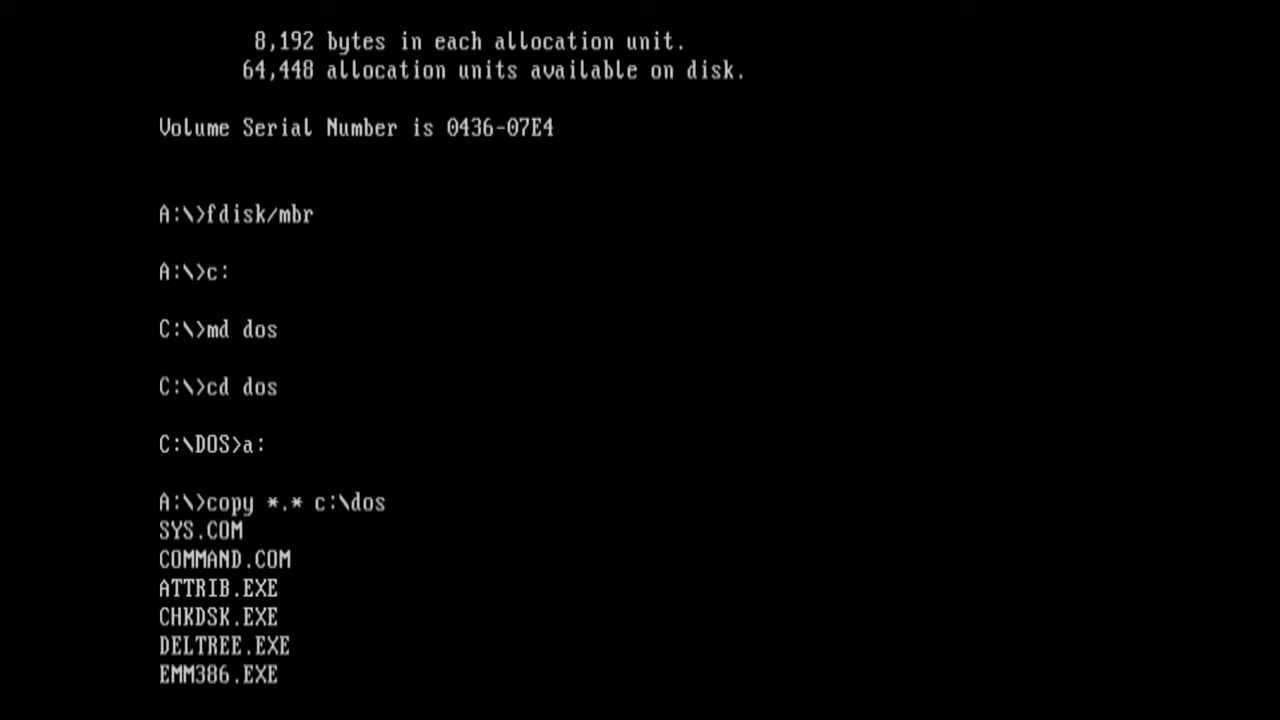 8,192 bytes in each allocation unit.
64,448 allocation units available on disk.
Volume Serial Number is 0436-07E4
A:\>fdisk/mbr
A:\>c:
C:\>md dos
C:\>cd dos
C:\DOS>a:
A:\>copy *.* c:\dos
SYS.COM
COMMAND.COM
ATTRIB.EXE
CHKDSK.EXE
DELTREE.EXE
EMM386.EXE